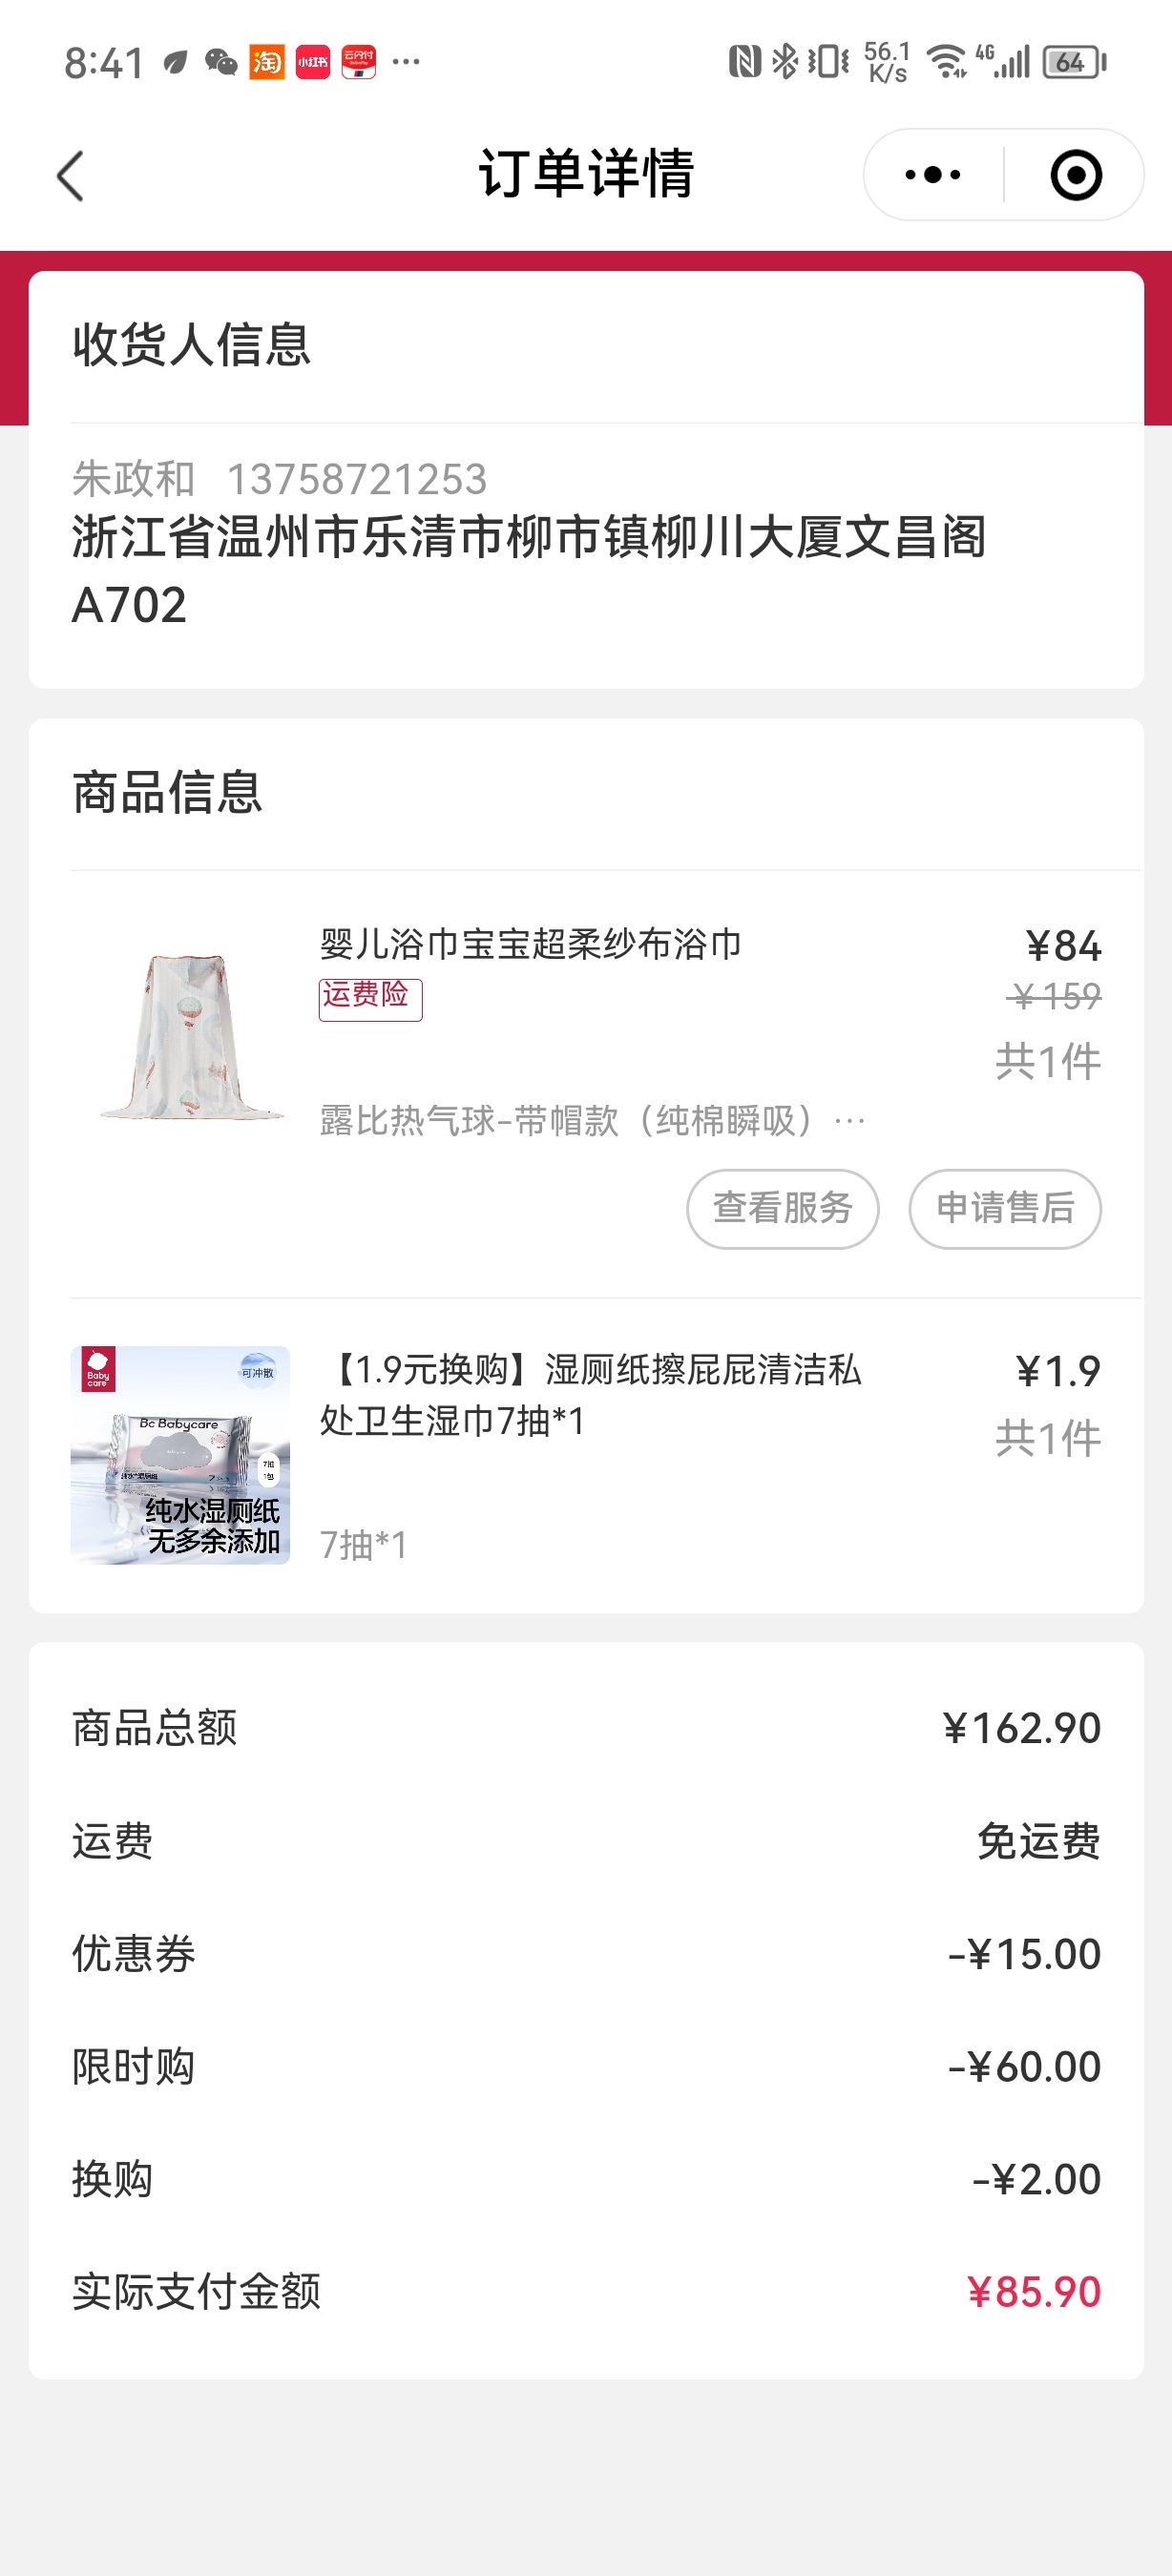 8:41
淘
小红书
云闪付
56.1
K/s
4G
64
订单详情
收货人信息
朱政和 13758721253
浙江省温州市乐清市柳市镇柳川大厦文昌阁
A702
商品信息
婴儿浴巾宝宝超柔纱布浴巾
¥84
运费险
¥159
共1件
露比热气球-带帽款（纯棉瞬吸）…
查看服务
申请售后
Baby
care
可冲散
【1.9元换购】湿厕纸擦屁屁清洁私
处卫生湿巾7抽*1
¥1.9
共1件
Bc Babycare
7抽
1包
纯水湿厕纸
无多余添加
7抽*1
商品总额 ¥162.90
运费 免运费
优惠券 -¥15.00
限时购 -¥60.00
换购 -¥2.00
实际支付金额 ¥85.90